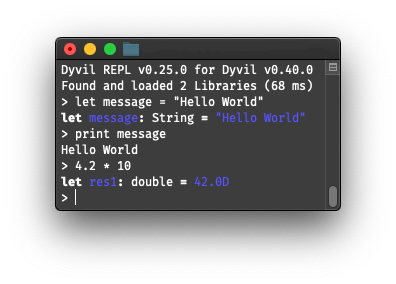 Dyvil REPL v0.25.0 for Dyvil v0.40.0
Found and loaded 2 Libraries (68 ms)
> let message = "Hello World"
let message: String = "Hello World"
> print message
Hello World
> 4.2 * 10
let res1: double = 42.0D
>